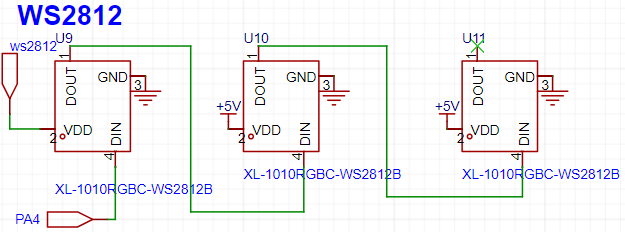 WS2812
ws2812
U9
1
DOUT
GND
3
VDD
2
DIN
4
XL-1010RGBC-WS2812B
PA4
U10
1
DOUT
GND
3
+5V
VDD
2
DIN
4
XL-1010RGBC-WS2812B
U11
1
DOUT
GND
3
+5V
VDD
2
DIN
4
XL-1010RGBC-WS2812B